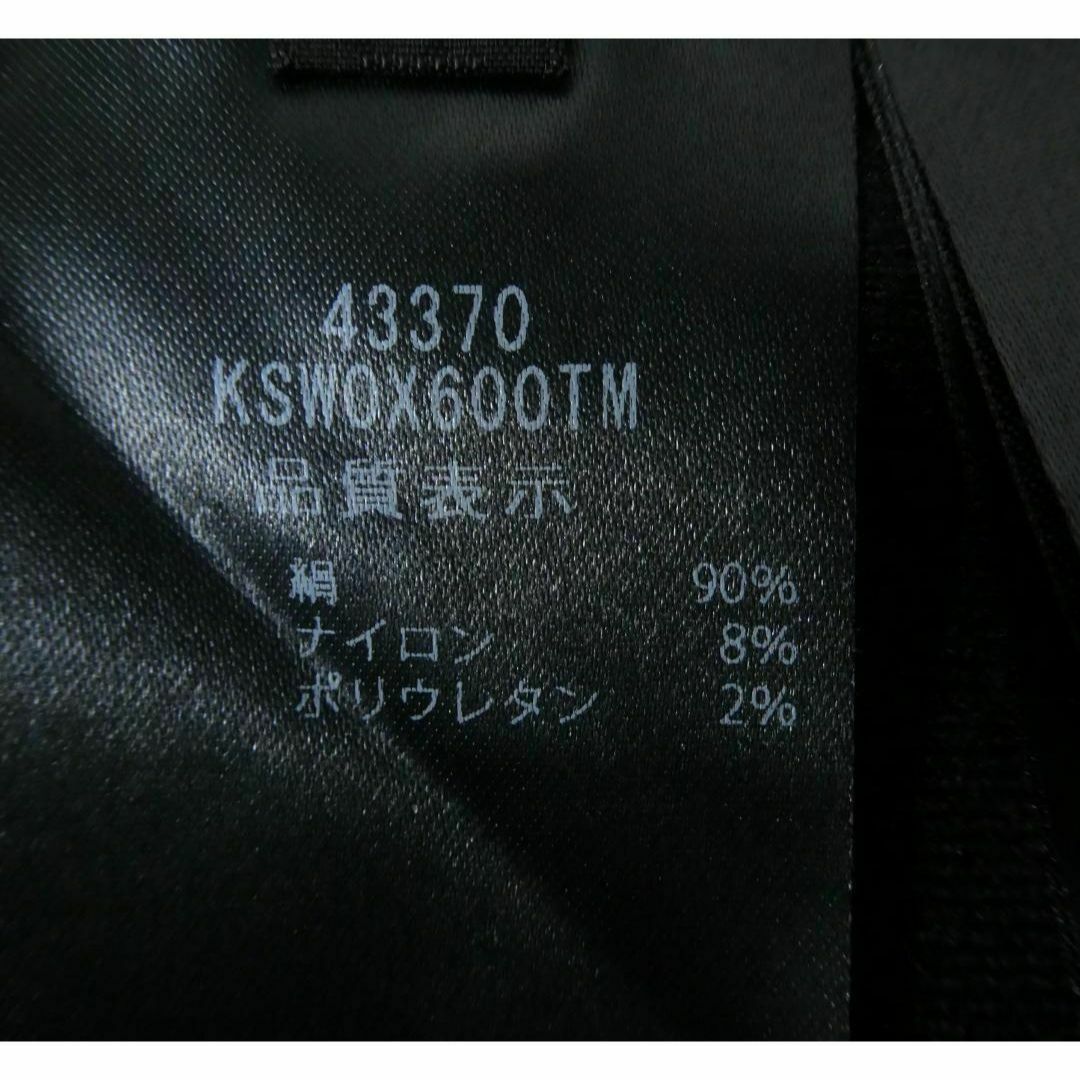 43370
KSWOX600TM
品質表示
絹 90%
ナイロン 8%
ポリウレタン 2%